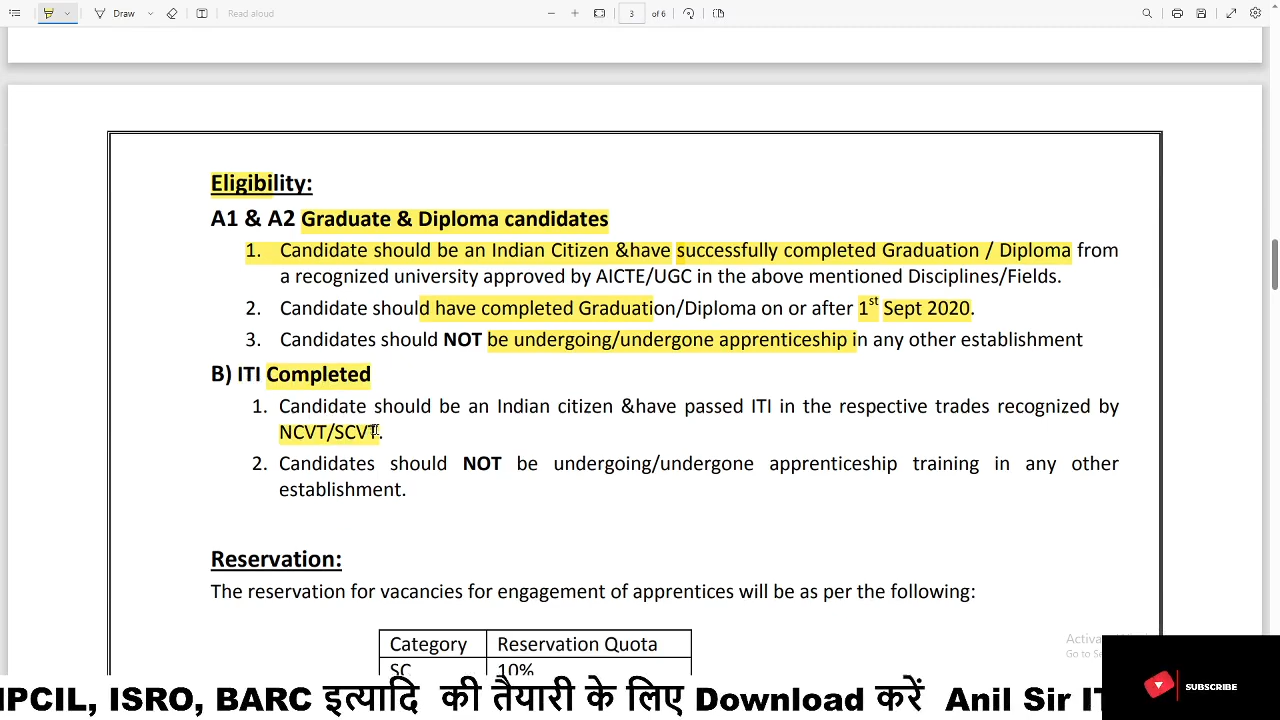 Draw
Read aloud
3
of 6
Eligibility:
A1 & A2 Graduate & Diploma candidates
1. Candidate should be an Indian Citizen &have successfully completed Graduation / Diploma from
a recognized university approved by AICTE/UGC in the above mentioned Disciplines/Fields.
2. Candidate should have completed Graduation/Diploma on or after 1st Sept 2020.
3. Candidates should NOT be undergoing/undergone apprenticeship in any other establishment
B) ITI Completed
1. Candidate should be an Indian citizen &have passed ITI in the respective trades recognized by
NCVT/SCVT.
2. Candidates should NOT be undergoing/undergone apprenticeship training in any other
establishment.
Reservation:
The reservation for vacancies for engagement of apprentices will be as per the following:
Category Reservation Quota
SC 10%
Activa
Go to Se
SUBSCRIBE
IPCIL, ISRO, BARC इत्यादि की तैयारी के लिए Download करें Anil Sir IT